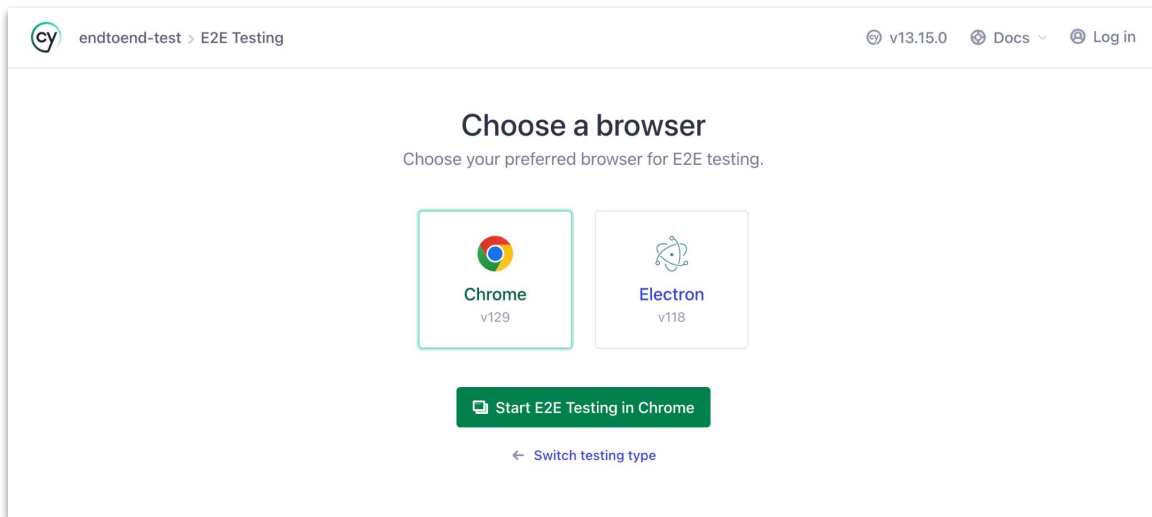 cy endtoend-test > E2E Testing v13.15.0 Docs Log in
Choose a browser
Choose your preferred browser for E2E testing.
Chrome
v129
Electron
v118
Start E2E Testing in Chrome
← Switch testing type